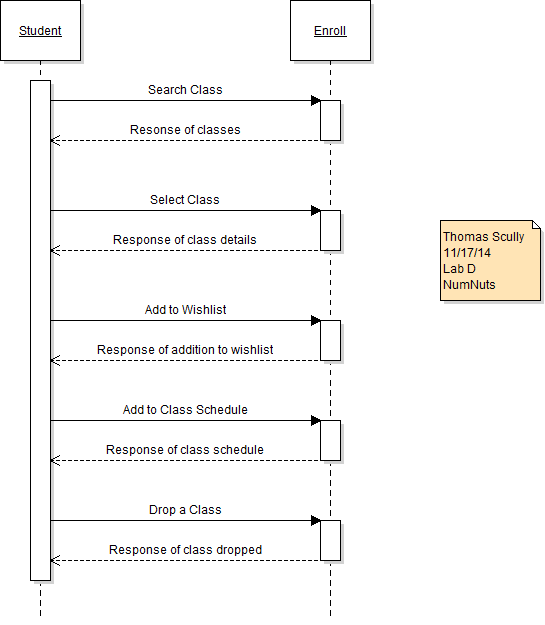 Student
Enroll
Search Class
Resonse of classes
Select Class
Response of class details
Thomas Scully
11/17/14
Lab D
NumNuts
Add to Wishlist
Response of addition to wishlist
Add to Class Schedule
Response of class schedule
Drop a Class
Response of class dropped